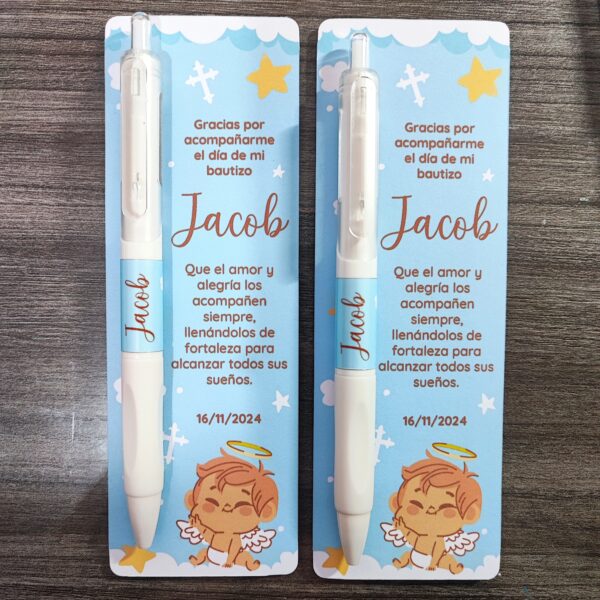 Gracias por
acompañarme
el día de mi
bautizo
Jacob
Que el amor y
alegría los
acompañen
siempre,
llenándolos de
fortaleza para
alcanzar todos sus
sueños.
16/11/2024
Jacob
Gracias por
acompañarme
el día de mi
bautizo
Jacob
Que el amor y
alegría los
acompañen
siempre,
llenándolos de
fortaleza para
alcanzar todos sus
sueños.
16/11/2024
Jacob